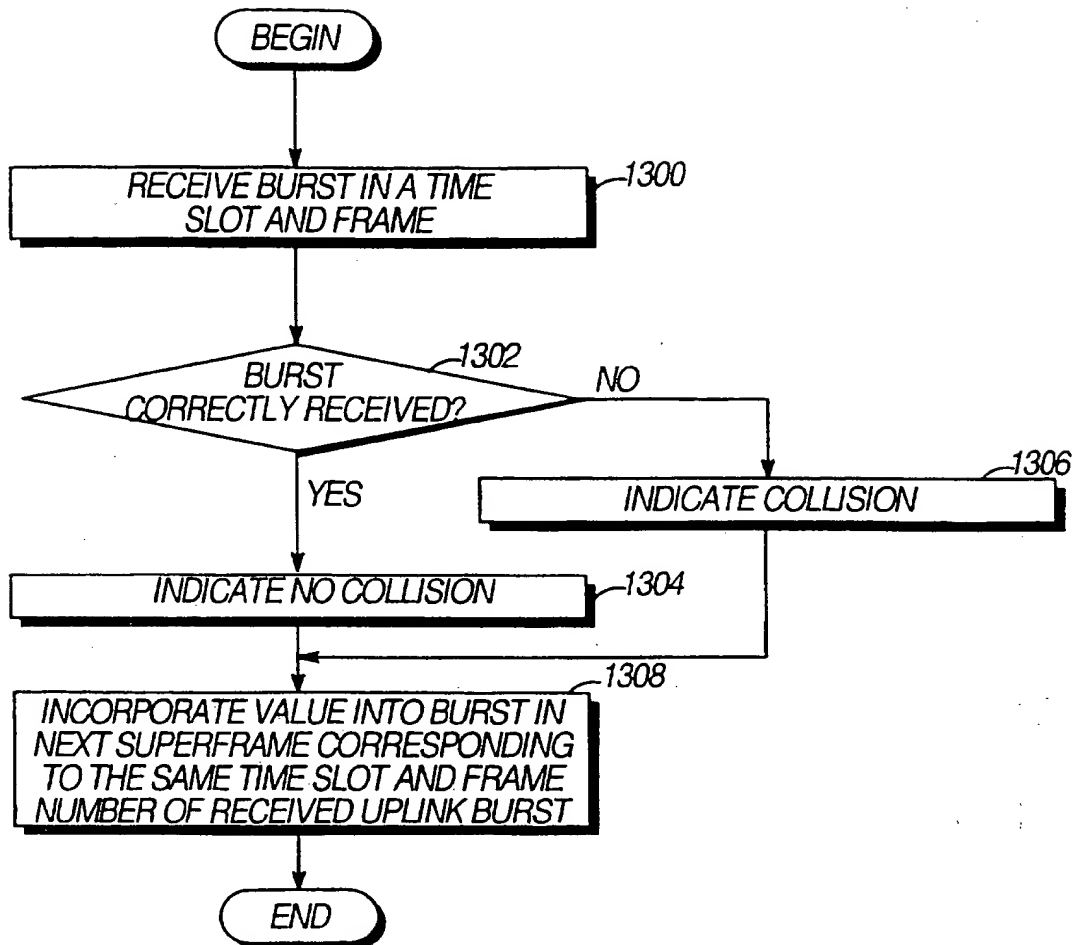 BEGIN
RECEIVE BURST IN A TIME
SLOT AND FRAME
1300
BURST
CORRECTLY RECEIVED?
1302
NO
YES
INDICATE COLLISION
1306
INDICATE NO COLLISION
1304
1308
INCORPORATE VALUE INTO BURST IN
NEXT SUPERFRAME CORRESPONDING
TO THE SAME TIME SLOT AND FRAME
NUMBER OF RECEIVED UPLINK BURST
END